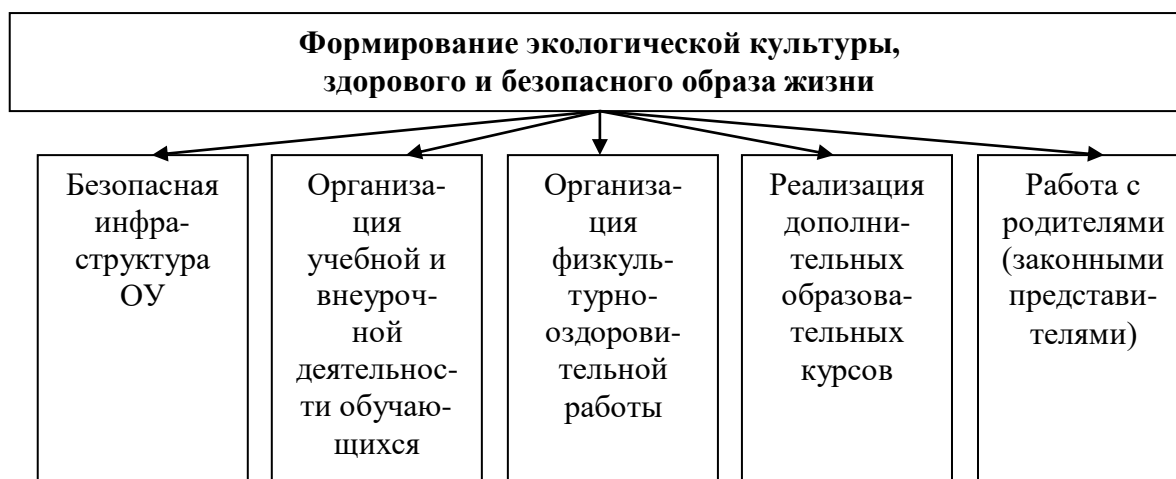 Формирование экологической культуры,
здорового и безопасного образа жизни
Безопасная
инфра-
структура
ОУ
Организа-
ция
учебной и
внеуроч-
ной
деятельнос-
ти обучаю-
щихся
Организа-
ция
физкуль-
турно-
оздорови-
тельной
работы
Реализация
дополни-
тельных
образова-
тельных
курсов
Работа с
родителями
(законными
представи-
телями)